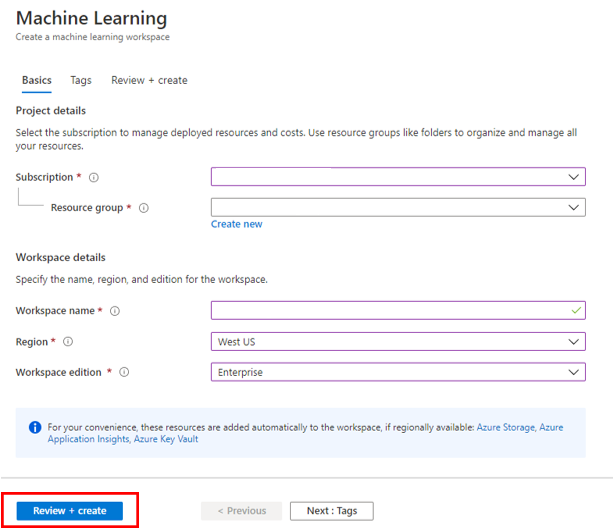 Machine Learning
Create a machine learning workspace
Basics Tags Review + create
Project details
Select the subscription to manage deployed resources and costs. Use resource groups like folders to organize and manage all
your resources.
Subscription *
Resource group *
Create new
Workspace details
Specify the name, region, and edition for the workspace.
Workspace name *
Region * West US
Workspace edition * Enterprise
For your convenience, these resources are added automatically to the workspace, if regionally available: Azure Storage, Azure
Application Insights, Azure Key Vault
Review + create < Previous Next : Tags